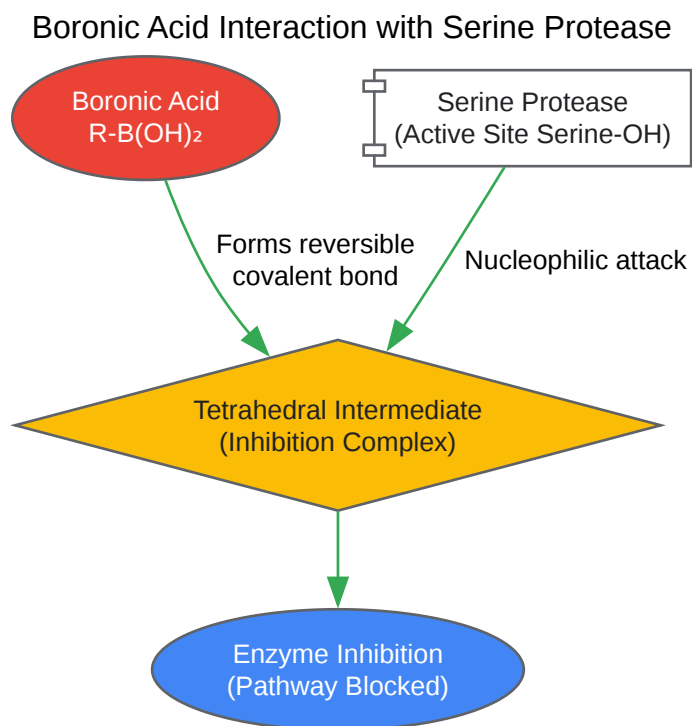 Boronic Acid Interaction with Serine Protease
Boronic Acid
R-B(OH)₂
Serine Protease
(Active Site Serine-OH)
Forms reversible
covalent bond
Nucleophilic attack
Tetrahedral Intermediate
(Inhibition Complex)
Enzyme Inhibition
(Pathway Blocked)